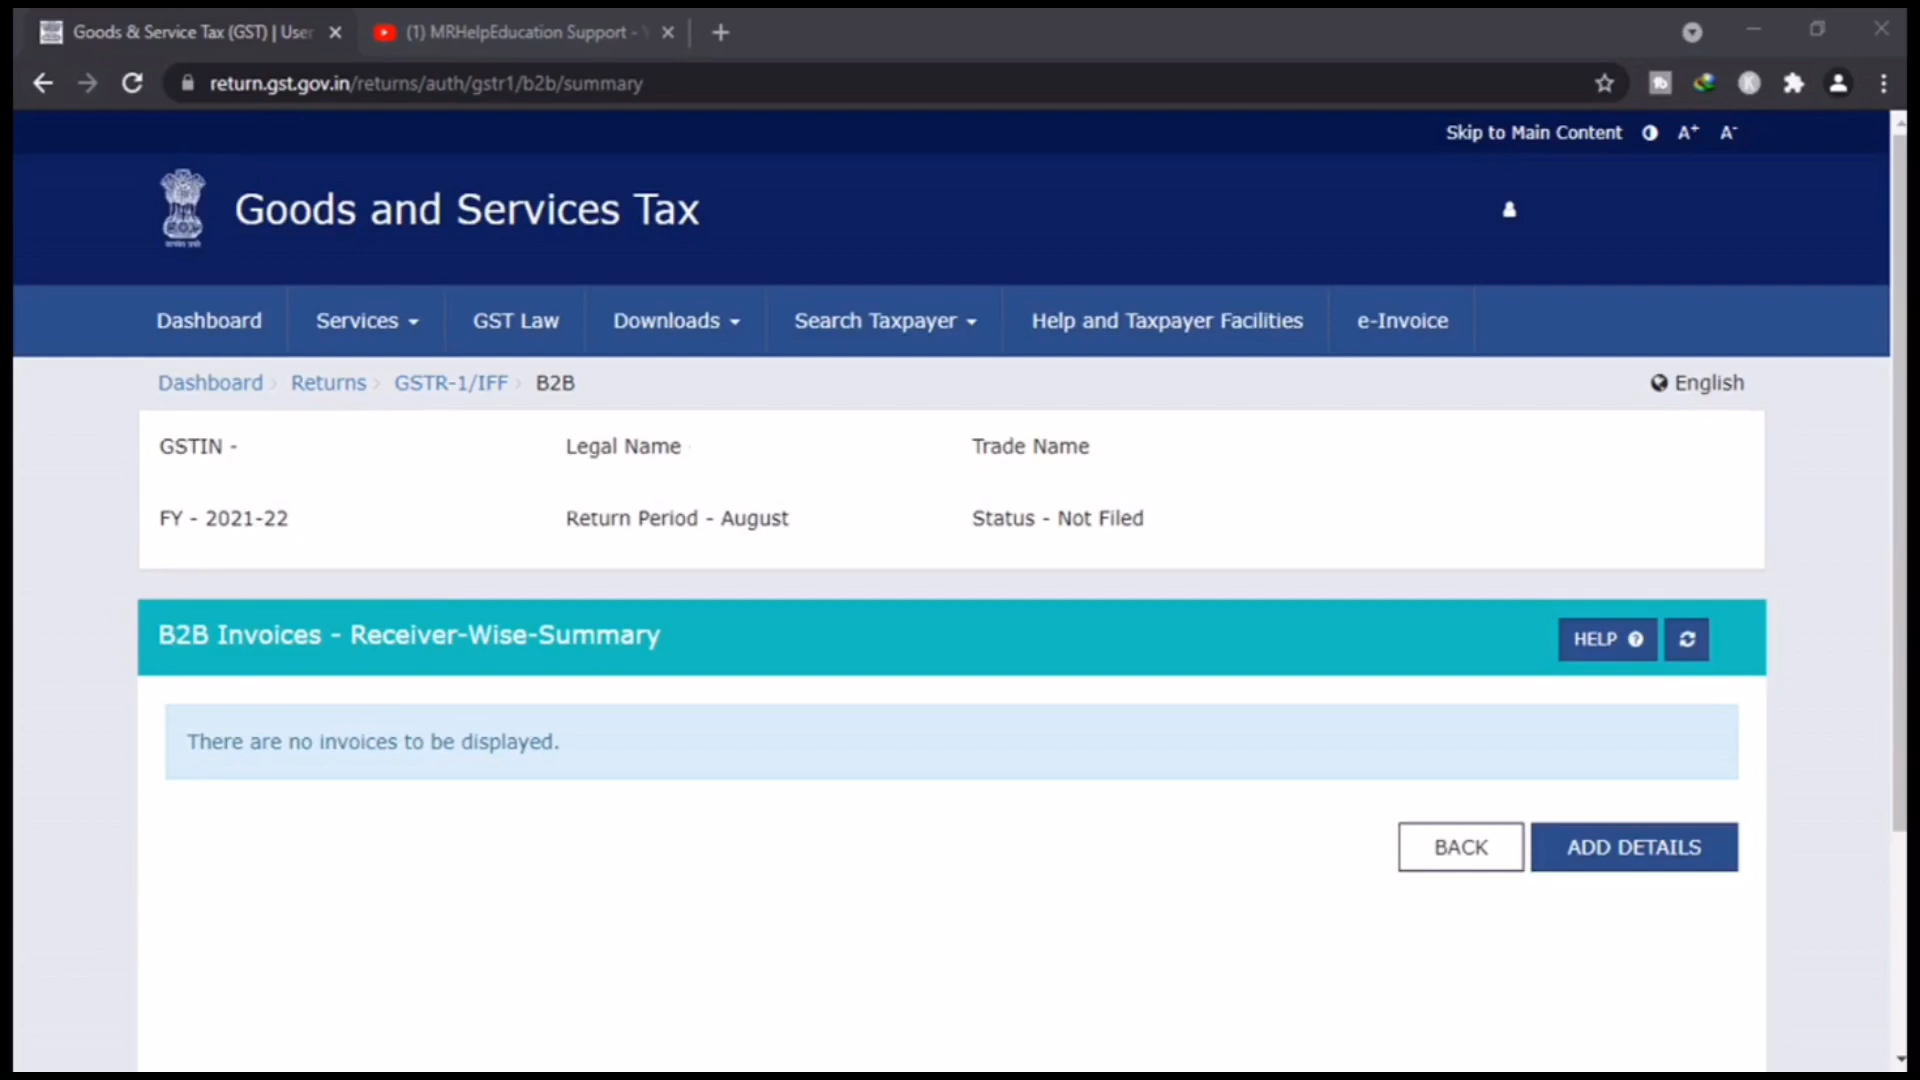 Goods & Service Tax (GST) | User
(1) MRHelpEducation Support -
return.gst.gov.in/returns/auth/gstr1/b2b/summary
Skip to Main Content A+ A-
Goods and Services Tax
Dashboard Services GST Law Downloads Search Taxpayer Help and Taxpayer Facilities e-Invoice
Dashboard Returns GSTR-1/IFF B2B English
GSTIN - Legal Name Trade Name
FY - 2021-22 Return Period - August Status - Not Filed
B2B Invoices - Receiver-Wise-Summary HELP
There are no invoices to be displayed.
BACK ADD DETAILS